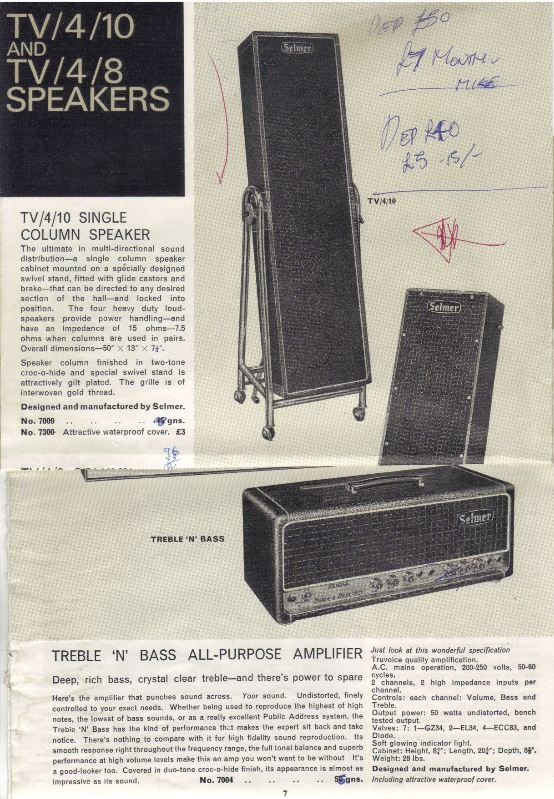 TV/4/10
AND
TV/4/8
SPEAKERS
Selmer
DEP £50
£7 MONTH
MIKE
DEP £40
£5 -15/-
TV/4/10
TV/4/10 SINGLE
COLUMN SPEAKER
The ultimate in multi-directional sound
distribution—a single column speaker
cabinet mounted on a specially designed
swivel stand, fitted with glide castors and
brake—that can be directed to any desired
section of the hall—and locked into
position. The four heavy duty loud-
speakers provide power handling—and
have an impedance of 15 ohms—7.5
ohms when columns are used in pairs.
Overall dimensions—50" × 13" × 7½".
Speaker column finished in two-tone
croc-o-hide and special swivel stand is
attractively gilt plated. The grille is of
interwoven gold thread.
Designed and manufactured by Selmer.
No. 7009 .. .. .. .. gns.
No. 7300 Attractive waterproof cover. £3
Selmer
Selmer
TREBLE 'N' BASS
TREBLE 'N' BASS ALL-PURPOSE AMPLIFIER
Deep, rich bass, crystal clear treble—and there's power to spare
Here's the amplifier that punches sound across. Your sound. Undistorted, finely
controlled to your exact needs. Whether being used to reproduce the highest of high
notes, the lowest of bass sounds, or as a really excellent Public Address system, the
Treble 'N' Bass has the kind of performance that makes the expert sit back and take
notice. There's nothing to compare with it for high fidelity sound reproduction. Its
smooth response right throughout the frequency range, the full tonal balance and superb
performance at high volume levels make this an amp you won't want to be without It's
a good-looker too. Covered in duo-tone croc-o-hide finish, its appearance is almost as
impressive as its sound. No. 7004 .. .. .. .. gns.
Just look at this wonderful specification
Truvoice quality amplification.
A.C. mains operation, 200-250 volts, 50-60
cycles.
2 channels, 2 high impedance inputs per
channel.
Controls: each channel: Volume, Bass and
Treble.
Output power: 50 watts undistorted, bench
tested output.
Valves: 7: 1—GZ34, 2—EL34, 4—ECC83, and
Diode.
Soft glowing indicator light.
Cabinet: Height, 8¾"; Length, 20¾"; Depth, 8¾".
Weight: 28 lbs.
Designed and manufactured by Selmer.
Including attractive waterproof cover.
7